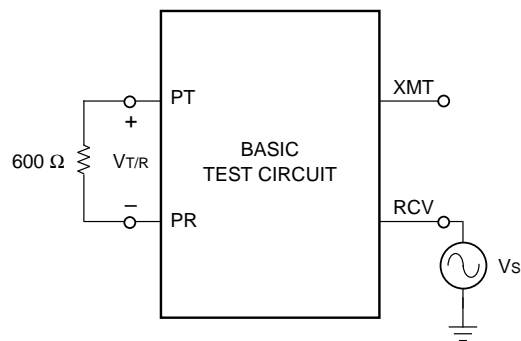 PT
XMT
+
600 Ω
VT/R
BASIC
TEST CIRCUIT
–
PR
RCV
VS